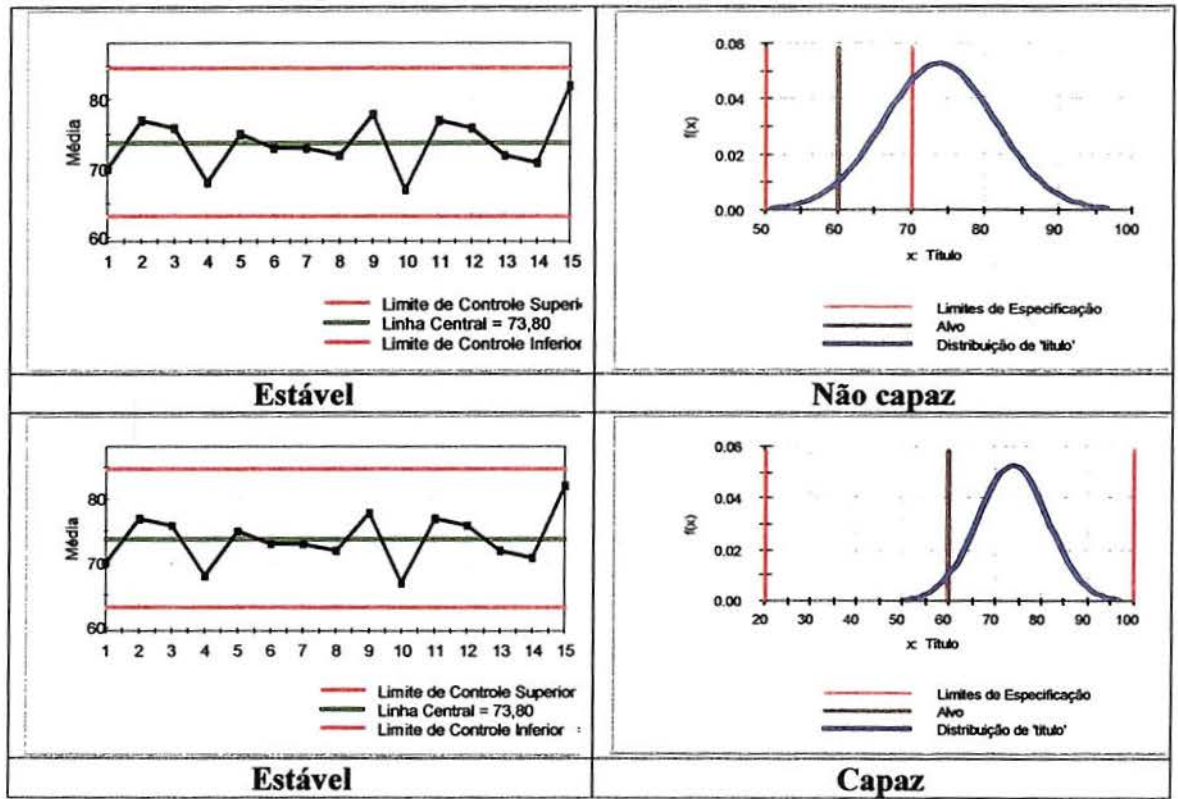 Média
80
70
60
1 2 3 4 5 6 7 8 9 10 11 12 13 14 15
Limite de Controle Superi
Linha Central = 73,80
Limite de Controle Inferior
f(x)
0.06
0.04
0.02
0.00
50 60 70 80 90 100
x: Título
Limites de Especificação
Alvo
Distribuição de 'título'
Estável
Não capaz
Média
80
70
60
1 2 3 4 5 6 7 8 9 10 11 12 13 14 15
Limite de Controle Superior
Linha Central = 73,80
Limite de Controle Inferior
f(x)
0.06
0.04
0.02
0.00
20 30 40 50 60 70 80 90 100
x: Título
Limites de Especificação
Alvo
Distribuição de 'título'
Estável
Capaz